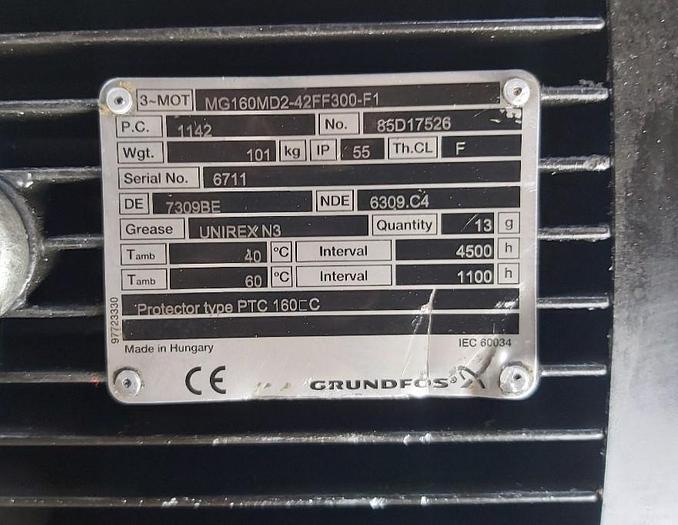 3~MOT MG160MD2-42FF300-F1
P.C. 1142 No. 85D17526
Wgt. 101 kg IP 55 Th.CL F
Serial No. 6711
DE 7309BE NDE 6309.C4
Grease UNIREX N3 Quantity 13 g
Tamb 40 °C Interval 4500 h
Tamb 60 °C Interval 1100 h
Protector type PTC 160□C
97723330
Made in Hungary IEC 60034
CE GRUNDFOS